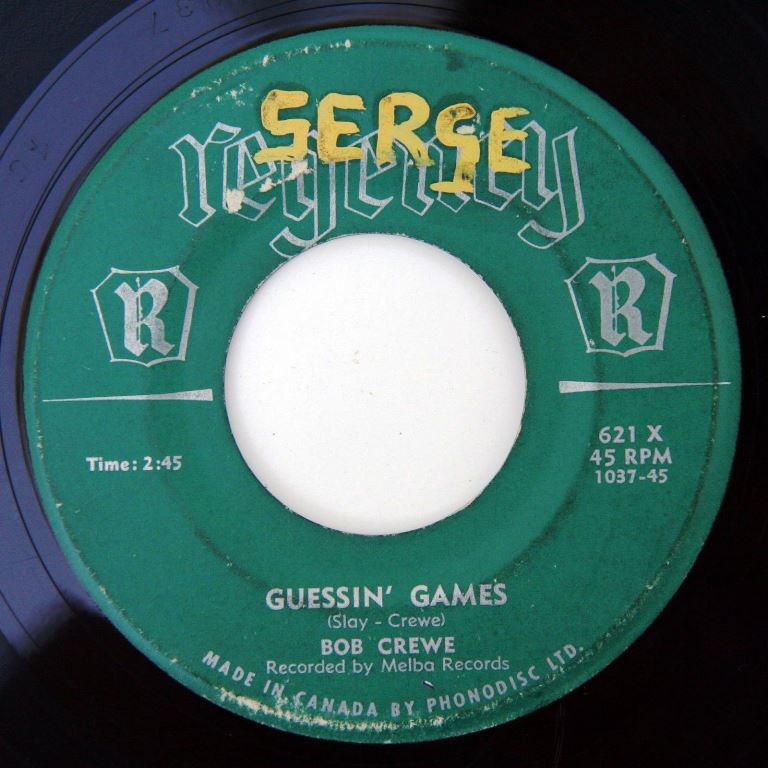 SERGE
regency
R R
Time: 2:45
621 X
45 RPM
1037-45
GUESSIN' GAMES
(Slay - Crewe)
BOB CREWE
Recorded by Melba Records
MADE IN CANADA BY PHONODISC LTD.